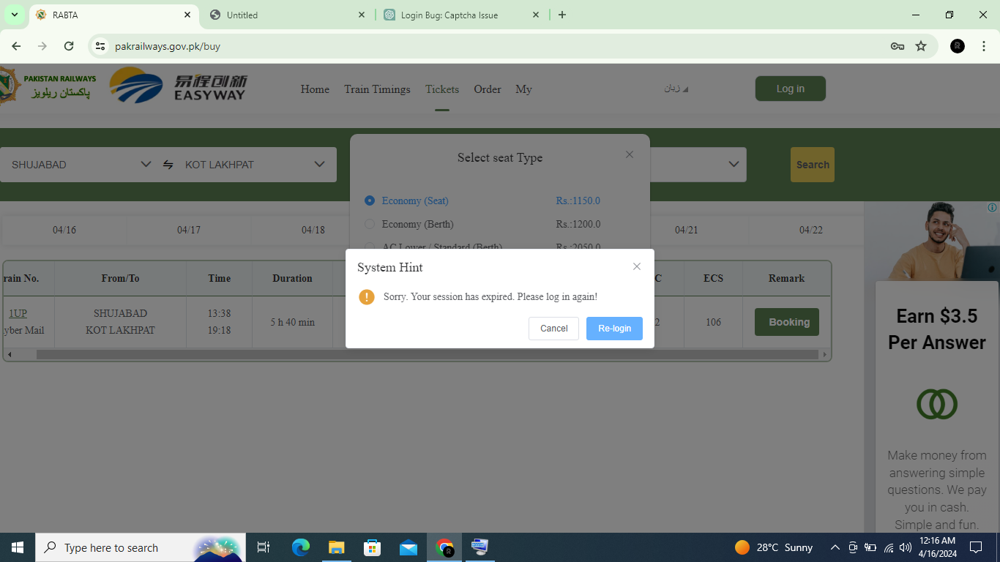 RABTA
Untitled
Login Bug: Captcha Issue
pakrailways.gov.pk/buy
PAKISTAN RAILWAYS
پاکستان ریلویز
易程创新
EASYWAY
Home
Train Timings
Tickets
Order
My
زبان
Log in
SHUJABAD
KOT LAKHPAT
Search
Select seat Type
Economy (Seat) Rs.:1150.0
Economy (Berth) Rs.:1200.0
AC Lower / Standard (Berth) Rs.:2050.0
04/16
04/17
04/18
04/21
04/22
rain No.
From/To
Time
Duration
C
ECS
Remark
1UP
yber Mail
SHUJABAD
KOT LAKHPAT
13:38
19:18
5 h 40 min
2
106
Booking
System Hint
Sorry. Your session has expired. Please log in again!
Cancel
Re-login
Earn $3.5
Per Answer
Make money from
answering simple
questions. We pay
you in cash.
Simple and fun.
Type here to search
28°C Sunny
12:16 AM
4/16/2024